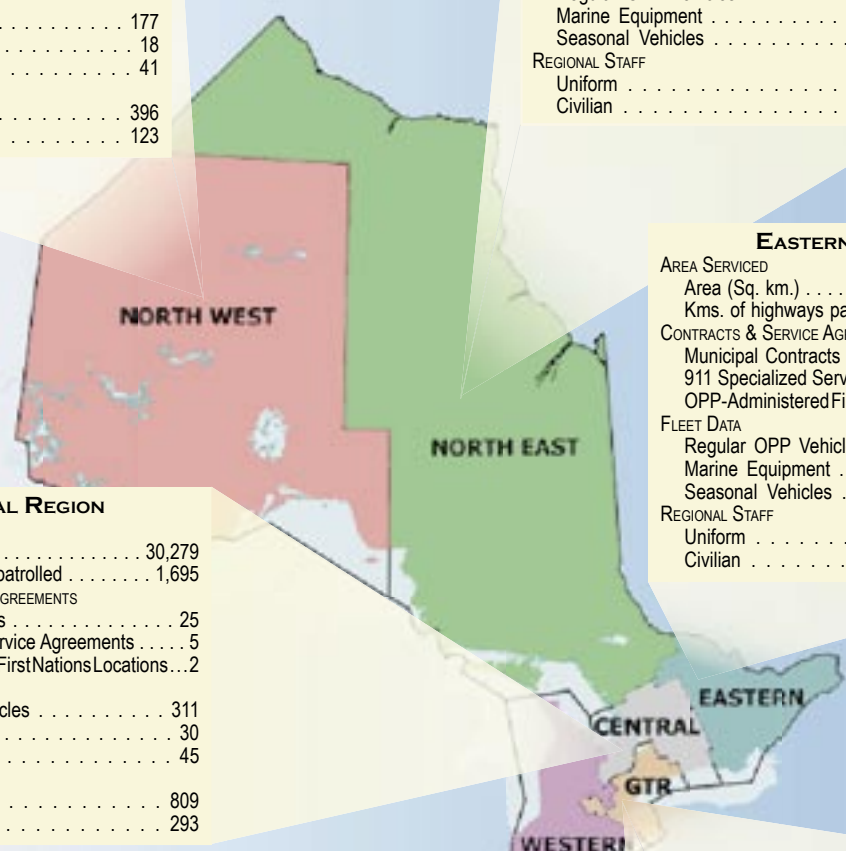 . . . . . . . . . . 177
. . . . . . . . . . 18
. . . . . . . . . . 41
. . . . . . . . . . 396
. . . . . . . . . . 123
Marine Equipment . . . . . . . . . .
Seasonal Vehicles . . . . . . . . . .
REGIONAL STAFF
Uniform . . . . . . . . . . . . . . . .
Civilian . . . . . . . . . . . . . . . .
NORTH WEST
NORTH EAST
EASTERN
AREA SERVICED
Area (Sq. km.) . . . .
Kms. of highways pa
CONTRACTS & SERVICE AGR
Municipal Contracts
911 Specialized Serv
OPP-Administered Fi
FLEET DATA
Regular OPP Vehicl
Marine Equipment .
Seasonal Vehicles .
REGIONAL STAFF
Uniform . . . . . . .
Civilian . . . . . . .
AL REGION
. . . . . . . . . . . . . . 30,279
patrolled . . . . . . . . 1,695
GREEMENTS
s . . . . . . . . . . . . . . 25
rvice Agreements . . . . . 5
First Nations Locations . . . 2
cles . . . . . . . . . . 311
. . . . . . . . . . . . . . 30
. . . . . . . . . . . . . . 45
. . . . . . . . . . . . . . 809
. . . . . . . . . . . . . . 293
EASTERN
CENTRAL
GTR
WESTERN